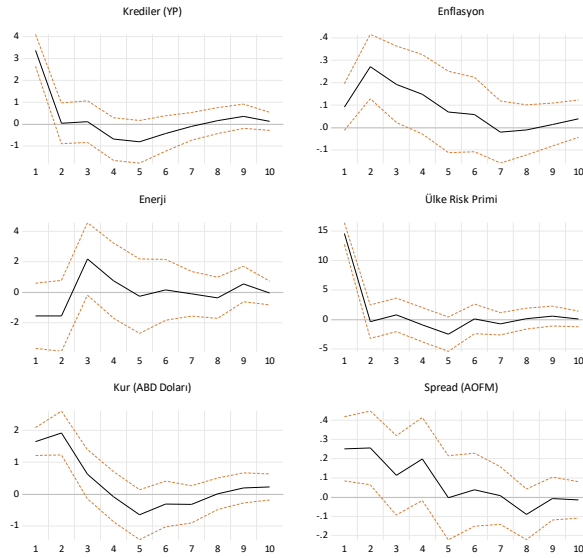 Krediler (YP)
4
3
2
1
0
-1
1 2 3 4 5 6 7 8 9 10
Enflasyon
.4
.3
.2
.1
.0
-.1
1 2 3 4 5 6 7 8 9 10
Enerji
4
2
0
-2
1 2 3 4 5 6 7 8 9 10
Ülke Risk Primi
15
10
5
0
-5
1 2 3 4 5 6 7 8 9 10
Kur (ABD Doları)
2
1
0
-1
1 2 3 4 5 6 7 8 9 10
Spread (AOFM)
.4
.3
.2
.1
.0
-.1
-.2
1 2 3 4 5 6 7 8 9 10